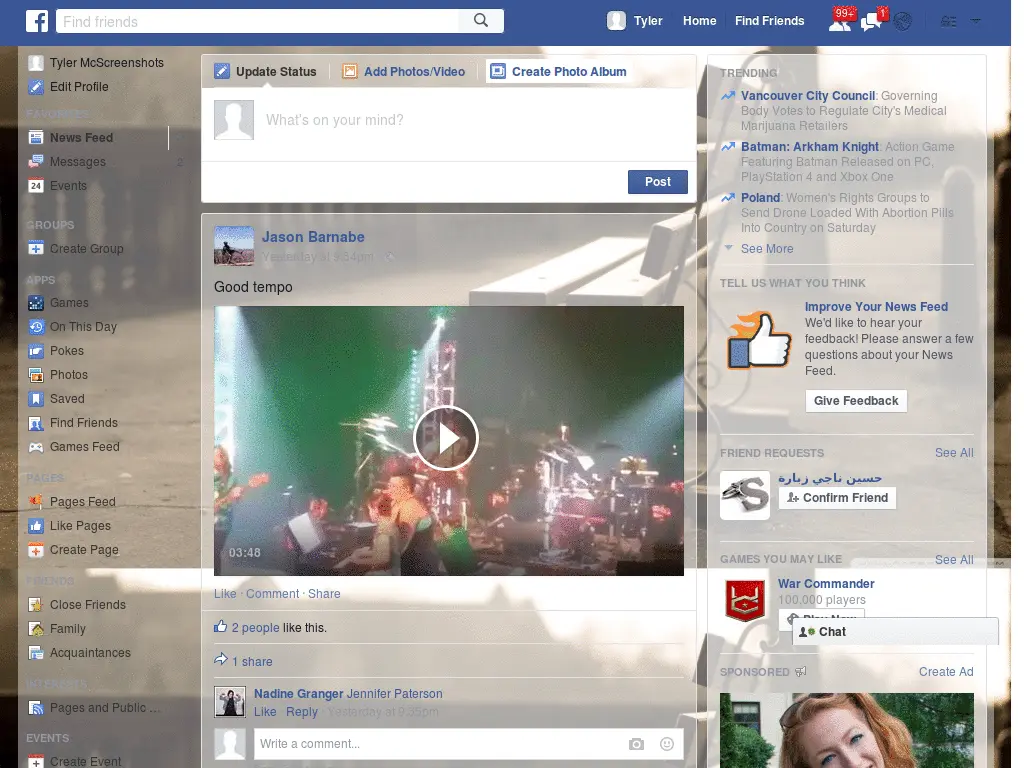 Find friends
Tyler
Home
Find Friends
99+
1
Tyler McScreenshots
Edit Profile
FAVORITES
News Feed
Messages
2
24
Events
GROUPS
Create Group
APPS
Games
On This Day
Pokes
Photos
Saved
Find Friends
Games Feed
PAGES
Pages Feed
Like Pages
Create Page
FRIENDS
Close Friends
Family
Acquaintances
INTERESTS
Pages and Public ...
EVENTS
Create Event
Update Status
Add Photos/Video
Create Photo Album
What's on your mind?
Post
Jason Barnabe
Yesterday at 9:34pm
Good tempo
03:48
Like · Comment · Share
2 people like this.
1 share
Nadine Granger Jennifer Paterson
Like · Reply · Yesterday at 9:35pm
Write a comment...
TRENDING
Vancouver City Council: Governing
Body Votes to Regulate City's Medical
Marijuana Retailers
Batman: Arkham Knight: Action Game
Featuring Batman Released on PC,
PlayStation 4 and Xbox One
Poland: Women's Rights Groups to
Send Drone Loaded With Abortion Pills
Into Country on Saturday
See More
TELL US WHAT YOU THINK
Improve Your News Feed
We'd like to hear your
feedback! Please answer a few
questions about your News
Feed.
Give Feedback
FRIEND REQUESTS
See All
حسين ناجي زبارة
Confirm Friend
GAMES YOU MAY LIKE
See All
War Commander
100,000 players
Play Now
Chat
SPONSORED
Create Ad